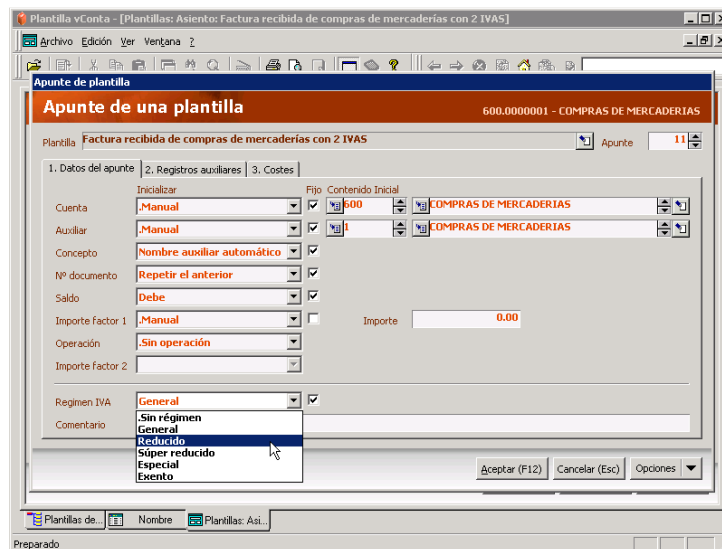 Plantilla vConta - [Plantillas: Asiento: Factura recibida de compras de mercaderías con 2 IVAS]
Archivo Edición Ver Ventana ?
Apunte de plantilla
Apunte de una plantilla
600.0000001 - COMPRAS DE MERCADERIAS
Plantilla Factura recibida de compras de mercaderías con 2 IVAS Apunte 11
1. Datos del apunte 2. Registros auxiliares 3. Costes
Inicializar Fijo Contenido Inicial
Cuenta .Manual 600 COMPRAS DE MERCADERIAS
Auxiliar .Manual 1 COMPRAS DE MERCADERIAS
Concepto Nombre auxiliar automático
Nº documento Repetir el anterior
Saldo Debe
Importe factor 1 .Manual Importe 0.00
Operación .Sin operación
Importe factor 2
Regimen IVA General
Comentario
.Sin régimen
General
Reducido
Súper reducido
Especial
Exento
Aceptar (F12) Cancelar (Esc) Opciones
Plantillas de... Nombre Plantillas: Asi...
Preparado